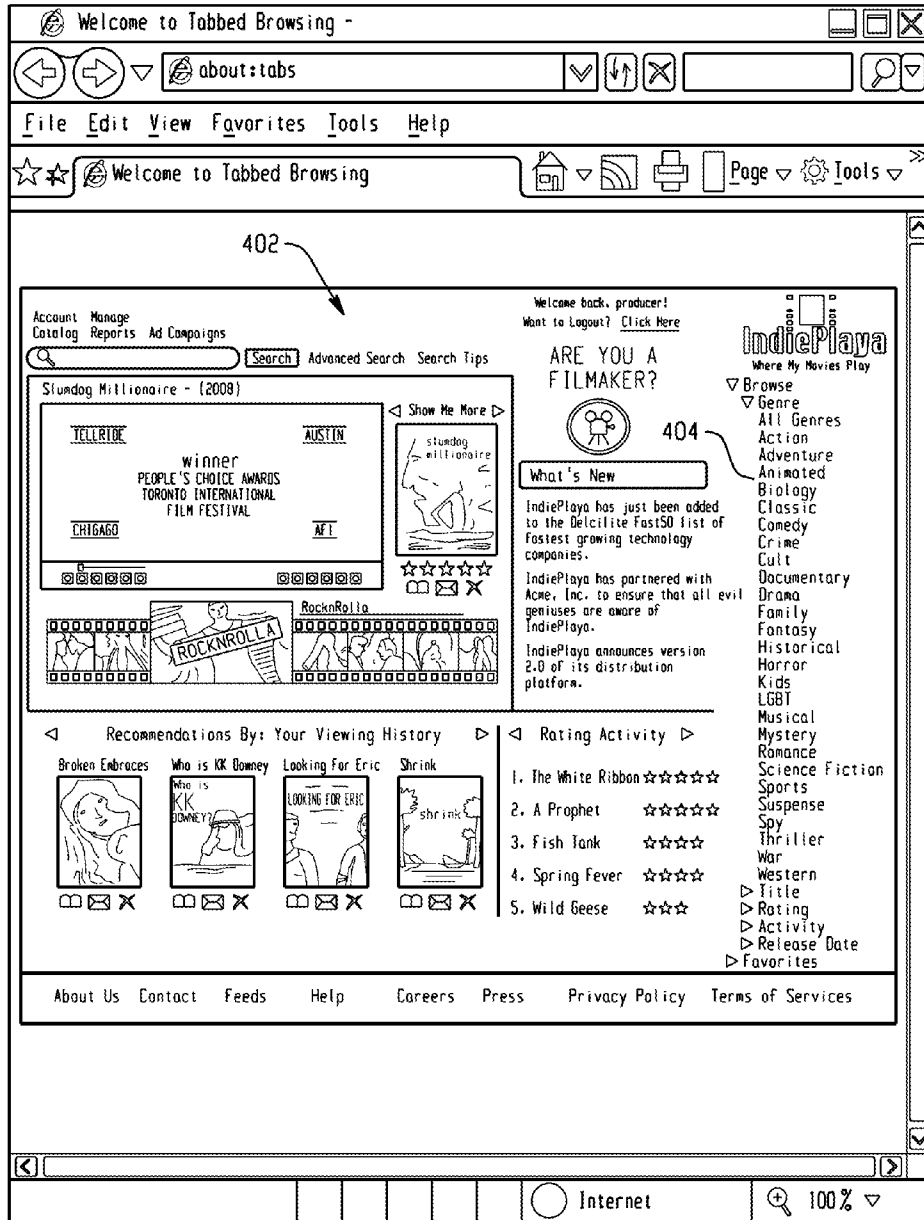 Welcome to Tabbed Browsing -
about:tabs
File Edit View Favorites Tools Help
Welcome to Tabbed Browsing
Page Tools
402
Account Manage
Catalog Reports Ad Campaigns
Search Advanced Search Search Tips
Welcome back, producer!
Want to Logout? Click Here
ARE YOU A
FILMAKER?
IndiePlaya
Where My Movies Play
Slumdog Millionaire - (2008)
TELLRIDE AUSTIN
winner
PEOPLE'S CHOICE AWARDS
TORONTO INTERNATIONAL
FILM FESTIVAL
CHIGAGO AFI
Show Me More
slumdog
millionaire
RocknRolla
ROCKNROLLA
What's New
IndiePlaya has just been added
to the Delcilite Fast50 list of
Fastest growing technology
companies.
IndiePlaya has partnered with
Acme, Inc. to ensure that all evil
geniuses are aware of
IndiePlaya.
IndiePlaya announces version
2.0 of its distribution
platform.
404
Browse
Genre
All Genres
Action
Adventure
Animated
Biology
Classic
Comedy
Crime
Cult
Documentary
Drama
Family
Fantasy
Historical
Horror
Kids
LGBT
Musical
Mystery
Romance
Science Fiction
Sports
Suspense
Spy
Thriller
War
Western
Title
Rating
Activity
Release Date
Favorites
Recommendations By: Your Viewing History
Broken Embraces Who is KK Downey Looking For Eric Shrink
Who is
KK
DOWNEY?
LOOKING FOR ERIC
shrink
Rating Activity
1. The White Ribbon
2. A Prophet
3. Fish Tank
4. Spring Fever
5. Wild Geese
About Us Contact Feeds Help Careers Press Privacy Policy Terms of Services
Internet 100%